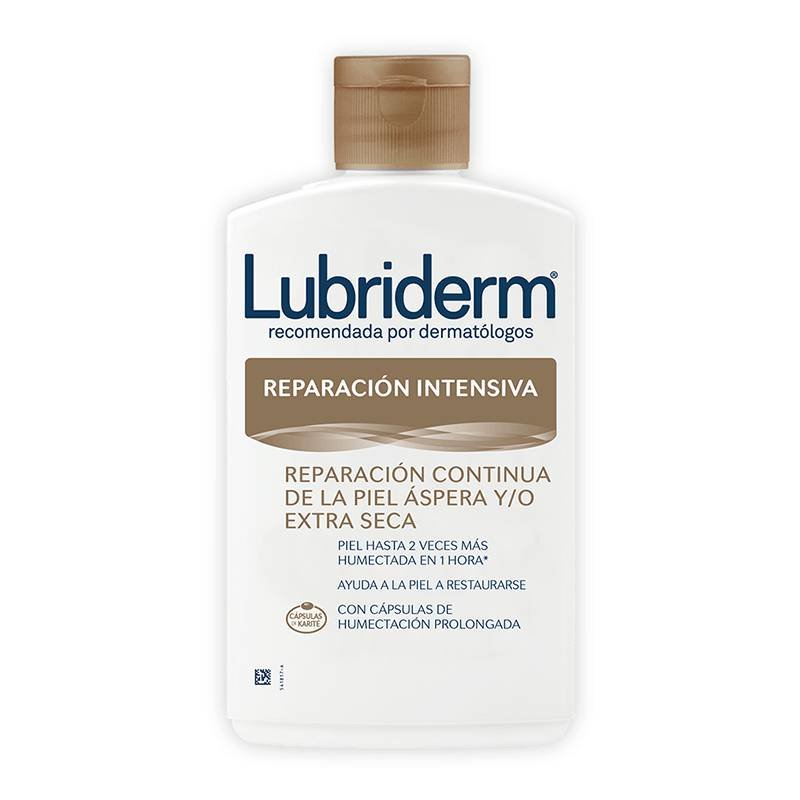 Lubriderm®
recomendada por dermatólogos
REPARACIÓN INTENSIVA
REPARACIÓN CONTINUA
DE LA PIEL ÁSPERA Y/O
EXTRA SECA
PIEL HASTA 2 VECES MÁS
HUMECTADA EN 1 HORA*
AYUDA A LA PIEL A RESTAURARSE
CÁPSULAS
DE KARITÉ
CON CÁPSULAS DE
HUMECTACIÓN PROLONGADA